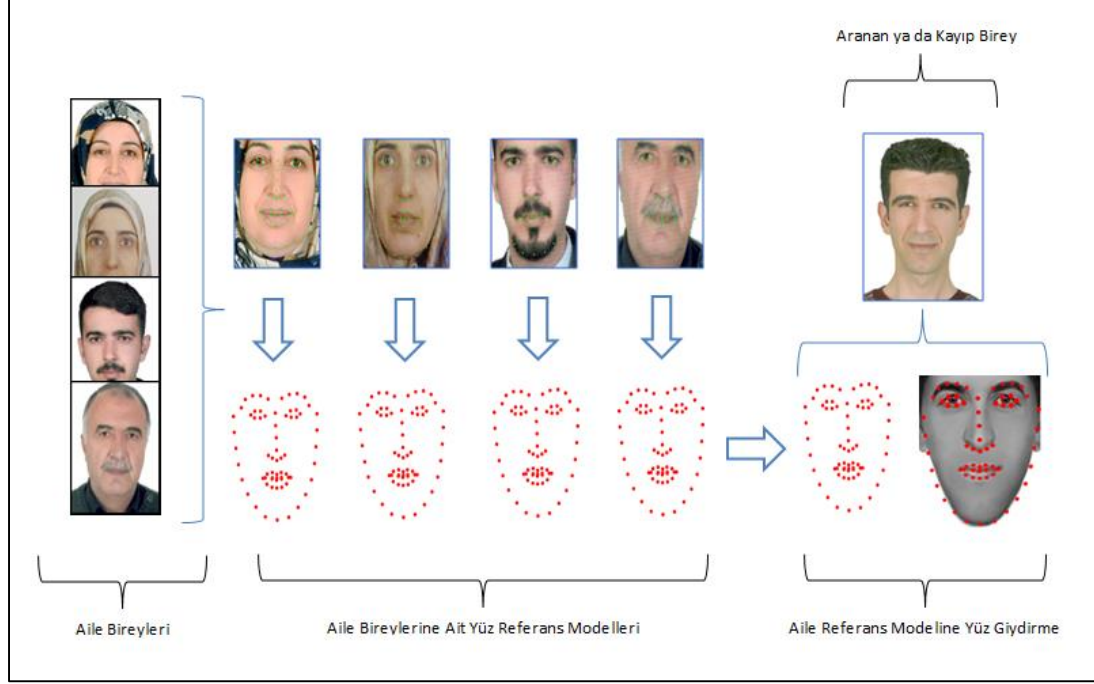 Aranan ya da Kayıp Birey
Aile Bireyleri
Aile Bireylerine Ait Yüz Referans Modelleri
Aile Referans Modeline Yüz Giydirme